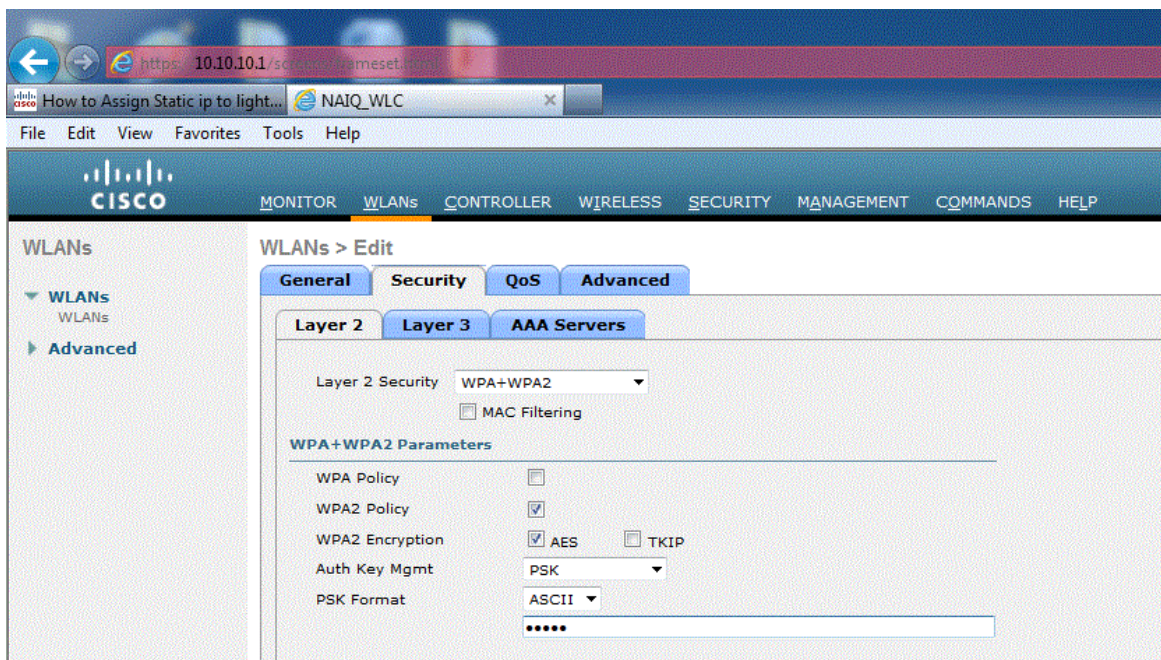 https: 10.10.10.1/
How to Assign Static ip to light... NAIQ_WLC
File Edit View Favorites Tools Help
CISCO
MONITOR WLANs CONTROLLER WIRELESS SECURITY MANAGEMENT COMMANDS HELP
WLANs
WLANs > Edit
General Security QoS Advanced
WLANs
WLANs
Advanced
Layer 2 Layer 3 AAA Servers
Layer 2 Security WPA+WPA2
MAC Filtering
WPA+WPA2 Parameters
WPA Policy
WPA2 Policy
WPA2 Encryption AES TKIP
Auth Key Mgmt PSK
PSK Format ASCII
•••••